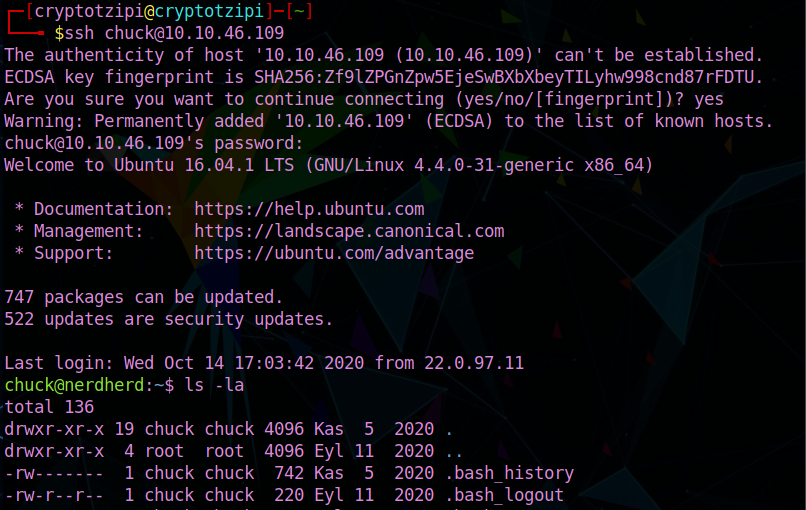 ┌─[cryptotzipi@cryptotzipi]─[~]
└──╼ $ssh chuck@10.10.46.109
The authenticity of host '10.10.46.109 (10.10.46.109)' can't be established.
ECDSA key fingerprint is SHA256:Zf9lZPGnZpw5EjeSwBXbXbeyTILyhw998cnd87rFDTU.
Are you sure you want to continue connecting (yes/no/[fingerprint])? yes
Warning: Permanently added '10.10.46.109' (ECDSA) to the list of known hosts.
chuck@10.10.46.109's password:
Welcome to Ubuntu 16.04.1 LTS (GNU/Linux 4.4.0-31-generic x86_64)
* Documentation:  https://help.ubuntu.com
* Management:     https://landscape.canonical.com
* Support:        https://ubuntu.com/advantage
747 packages can be updated.
522 updates are security updates.
Last login: Wed Oct 14 17:03:42 2020 from 22.0.97.11
chuck@nerdherd:~$ ls -la
total 136
drwxr-xr-x 19 chuck chuck 4096 Kas  5  2020 .
drwxr-xr-x  4 root  root  4096 Eyl 11  2020 ..
-rw-------  1 chuck chuck  742 Kas  5  2020 .bash_history
-rw-r--r--  1 chuck chuck  220 Eyl 11  2020 .bash_logout